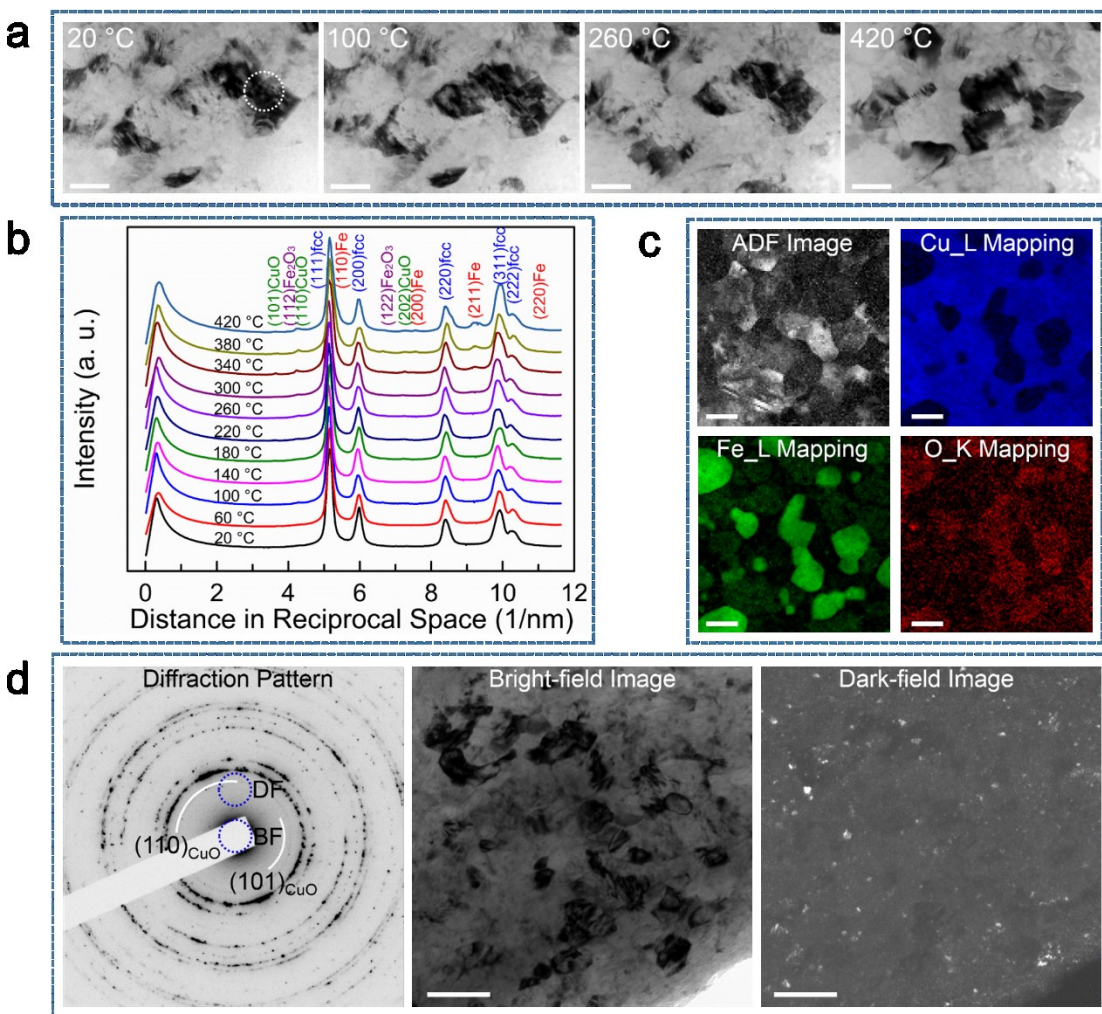 a
20 °C
100 °C
260 °C
420 °C
b
Intensity (a. u.)
(101)CuO
(112)Fe₂O₃
(110)CuO
(111)fcc
(110)Fe
(200)fcc
(122)Fe₂O₃
(202)CuO
(200)Fe
(220)fcc
(211)Fe
(311)fcc
(222)fcc
(220)Fe
420 °C
380 °C
340 °C
300 °C
260 °C
220 °C
180 °C
140 °C
100 °C
60 °C
20 °C
0 2 4 6 8 10 12
Distance in Reciprocal Space (1/nm)
c
ADF Image
Cu_L Mapping
Fe_L Mapping
O_K Mapping
d
Diffraction Pattern
DF
BF
(110)CuO
(101)CuO
Bright-field Image
Dark-field Image